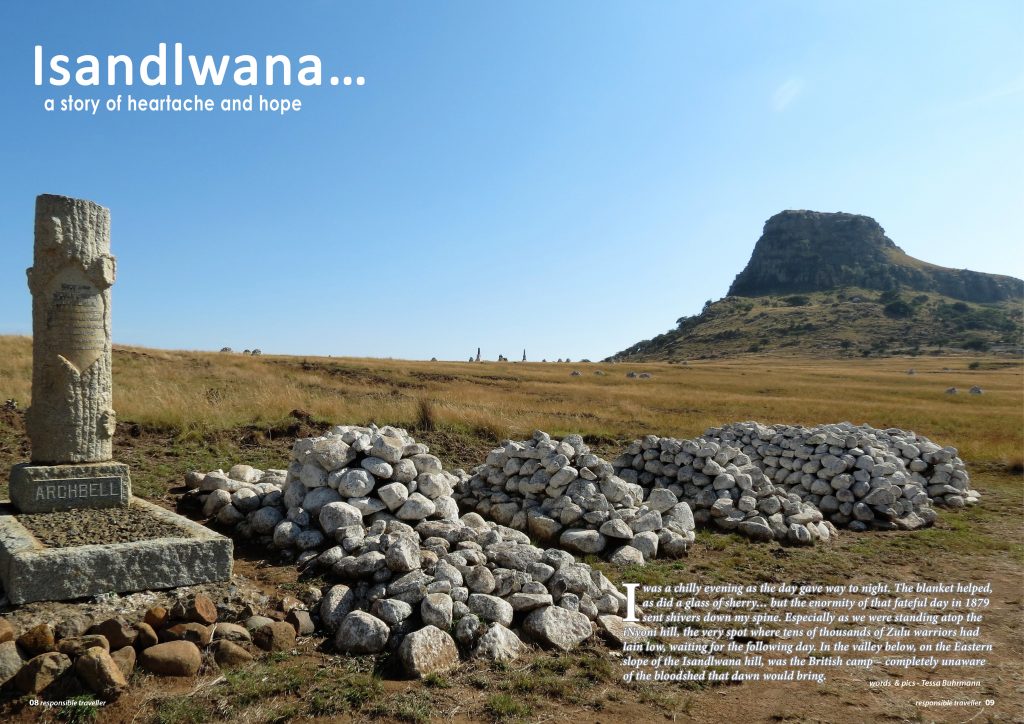 Isandlwana...
a story of heartache and hope
ARCHBELL
I was a chilly evening as the day gave way to night. The blanket helped,
as did a glass of sherry... but the enormity of that fateful day in 1879
sent shivers down my spine. Especially as we were standing atop the
iNyoni hill, the very spot where tens of thousands of Zulu warriors had
lain low, waiting for the following day. In the valley below, on the Eastern
slope of the Isandlwana hill, was the British camp – completely unaware
of the bloodshed that dawn would bring.
words & pics - Tessa Buhrmann
08 responsible traveller
responsible traveller 09